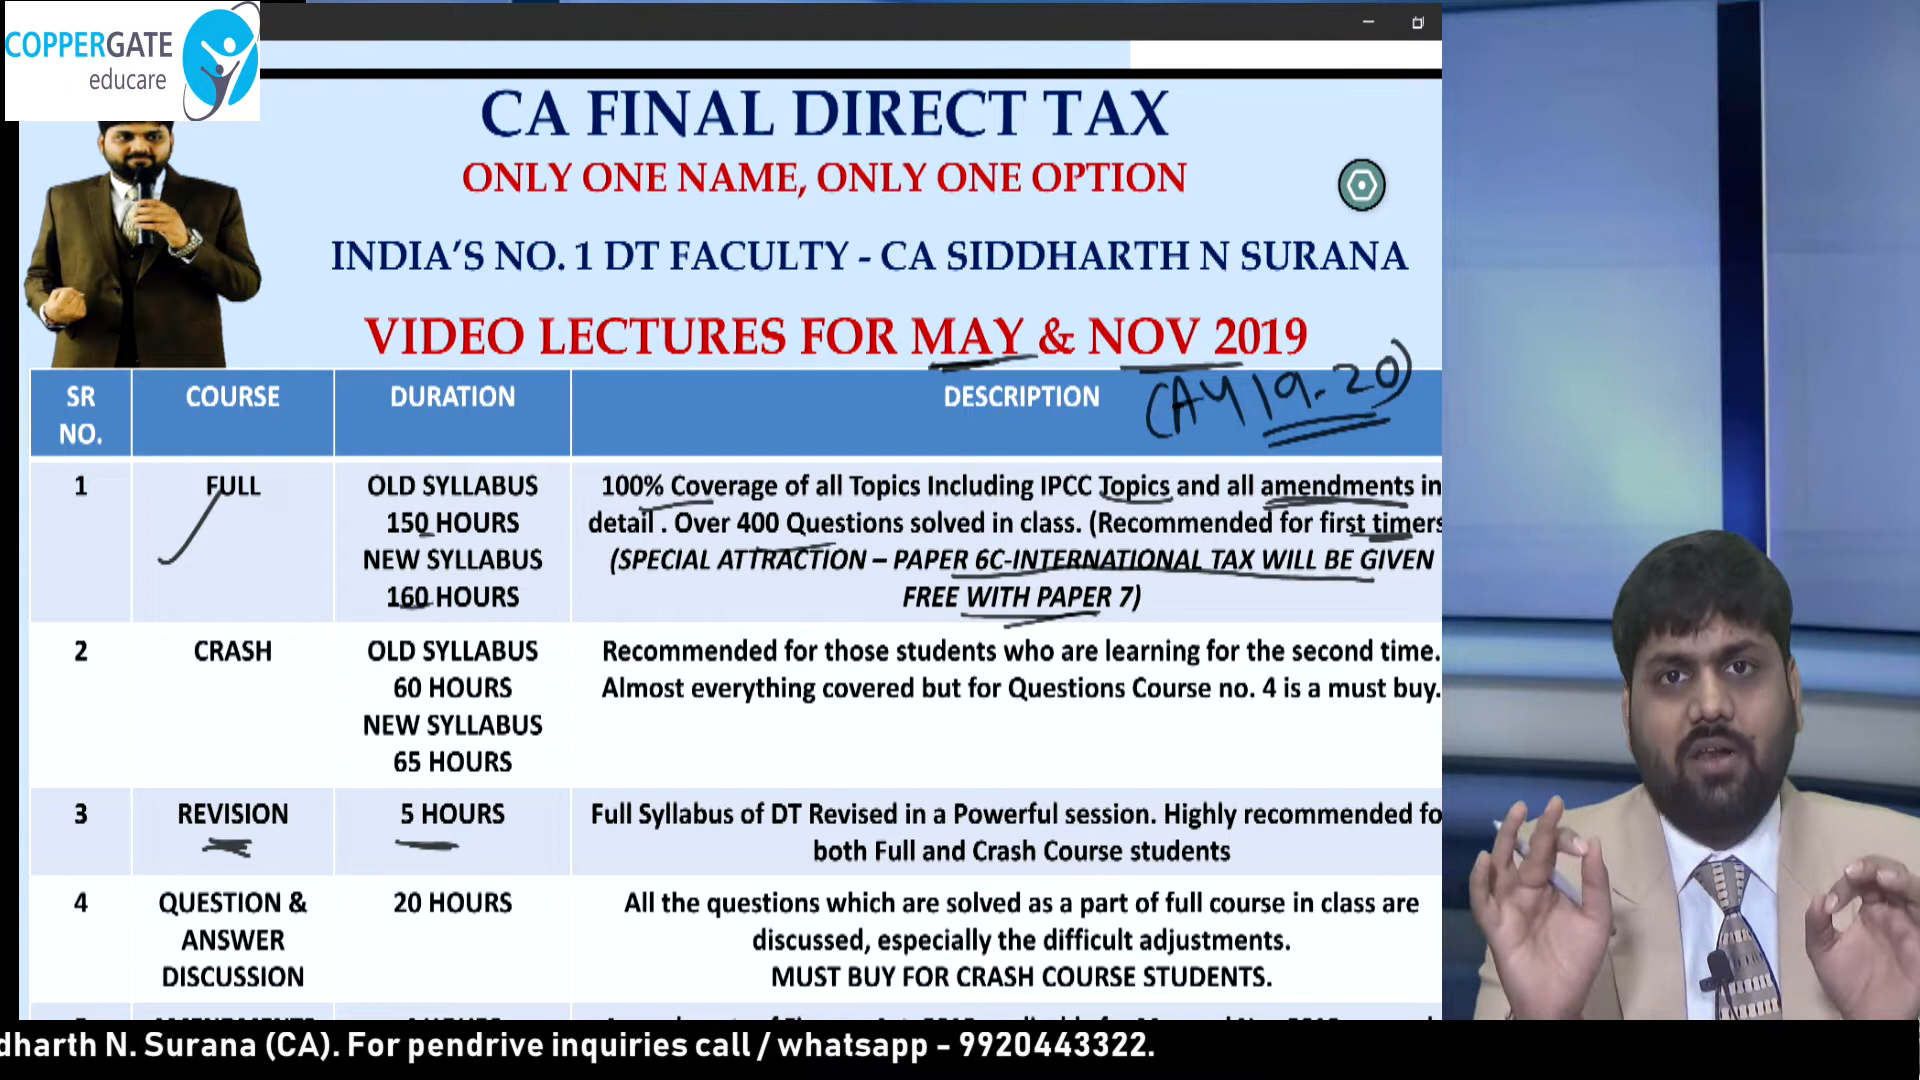 COPPERGATE
educare
CA FINAL DIRECT TAX
ONLY ONE NAME, ONLY ONE OPTION
INDIA'S NO. 1 DT FACULTY - CA SIDDHARTH N SURANA
VIDEO LECTURES FOR MAY & NOV 2019
(AY 19-20)
SR NO. COURSE DURATION DESCRIPTION
1 FULL OLD SYLLABUS 100% Coverage of all Topics Including IPCC Topics and all amendments in
150 HOURS detail . Over 400 Questions solved in class. (Recommended for first timers
NEW SYLLABUS (SPECIAL ATTRACTION – PAPER 6C-INTERNATIONAL TAX WILL BE GIVEN
160 HOURS FREE WITH PAPER 7)
2 CRASH OLD SYLLABUS Recommended for those students who are learning for the second time.
60 HOURS Almost everything covered but for Questions Course no. 4 is a must buy.
NEW SYLLABUS
65 HOURS
3 REVISION 5 HOURS Full Syllabus of DT Revised in a Powerful session. Highly recommended fo
both Full and Crash Course students
4 QUESTION & 20 HOURS All the questions which are solved as a part of full course in class are
ANSWER discussed, especially the difficult adjustments.
DISCUSSION MUST BUY FOR CRASH COURSE STUDENTS.
dharth N. Surana (CA). For pendrive inquiries call / whatsapp - 9920443322.